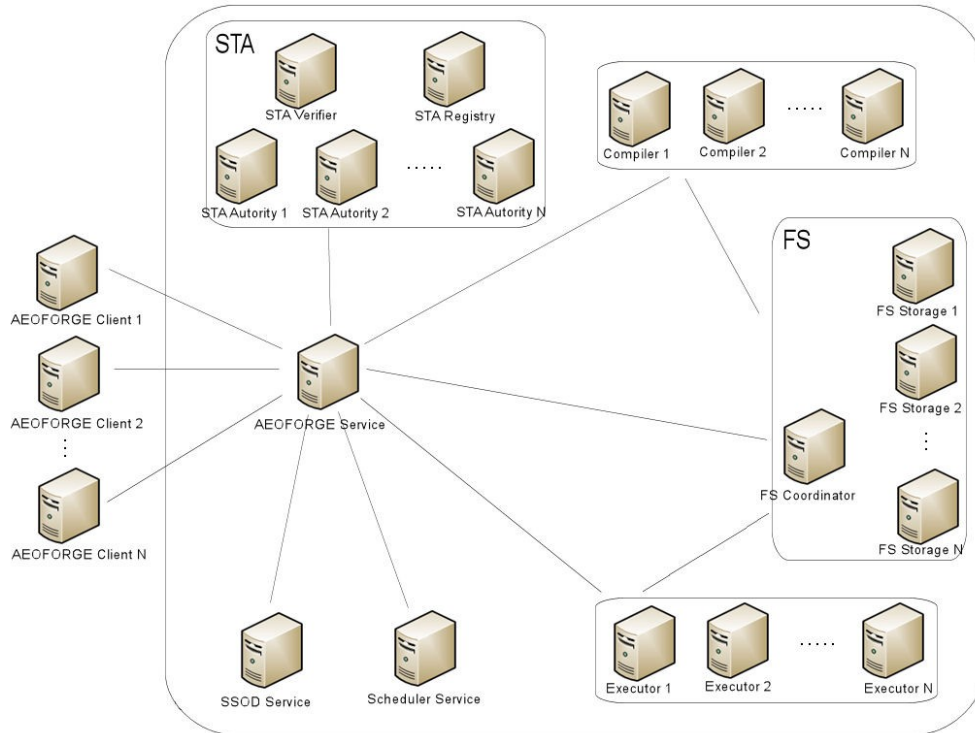 STA
STA Verifier
STA Registry
STA Autority 1
STA Autority 2
.....
STA Autority N
Compiler 1
Compiler 2
.....
Compiler N
AEOFORGE Client 1
AEOFORGE Client 2
AEOFORGE Client N
AEOFORGE Service
FS
FS Storage 1
FS Storage 2
FS Coordinator
FS Storage N
SSOD Service
Scheduler Service
Executor 1
Executor 2
.....
Executor N